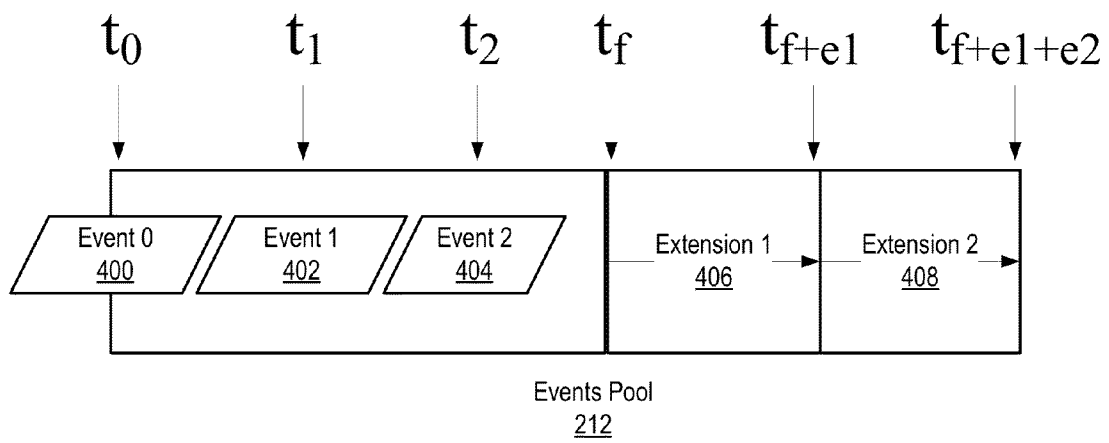 t0 t1 t2 tf tf+e1 tf+e1+e2
Event 0 Event 1 Event 2 Extension 1 Extension 2
400 402 404 406 408
Events Pool
212